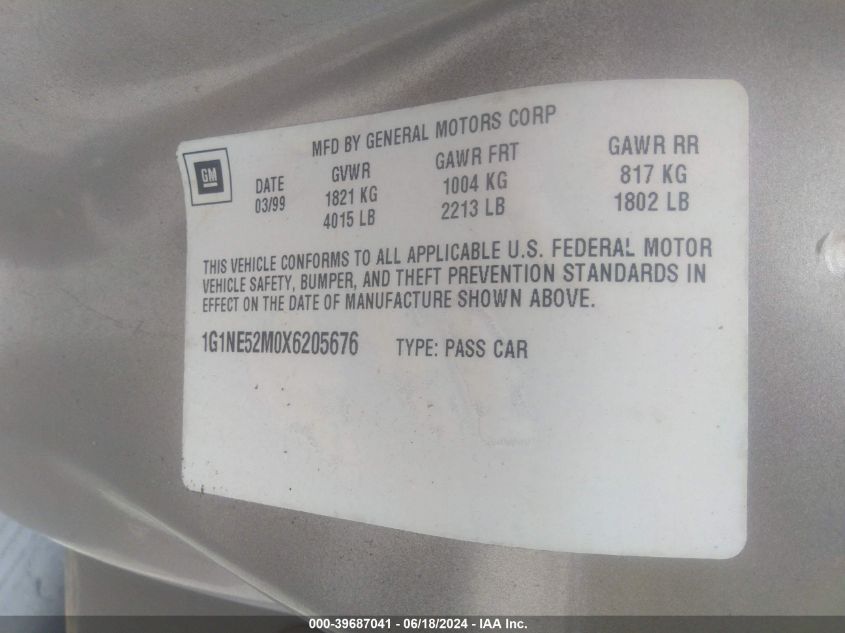 MFD BY GENERAL MOTORS CORP
GM
DATE
03/99
GVWR
1821 KG
4015 LB
GAWR FRT
1004 KG
2213 LB
GAWR RR
817 KG
1802 LB
THIS VEHICLE CONFORMS TO ALL APPLICABLE U.S. FEDERAL MOTOR
VEHICLE SAFETY, BUMPER, AND THEFT PREVENTION STANDARDS IN
EFFECT ON THE DATE OF MANUFACTURE SHOWN ABOVE.
1G1NE52M0X6205676 TYPE: PASS CAR
000-39687041 - 06/18/2024 - IAA Inc.